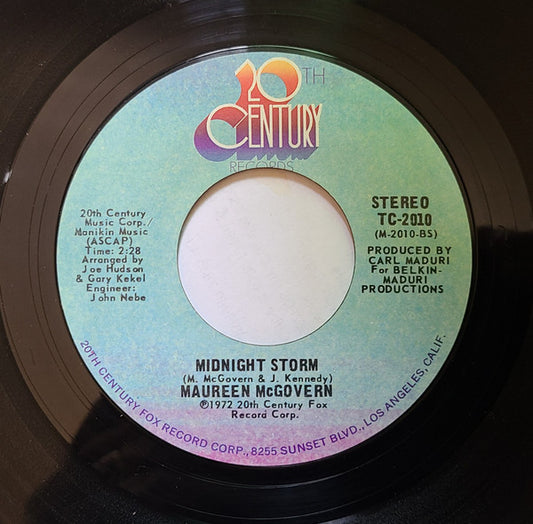 20TH
CENTURY
RECORDS
20th Century
Music Corp./
Manikin Music
(ASCAP)
Time: 2:28
Arranged by
Joe Hudson
& Gary Kekel
Engineer:
John Nebe
STEREO
TC-2010
(M-2010-BS)
PRODUCED BY
CARL MADURI
For BELKIN-
MADURI
PRODUCTIONS
MIDNIGHT STORM
(M. McGovern & J. Kennedy)
MAUREEN McGOVERN
℗1972 20th Century Fox
Record Corp.
20TH CENTURY FOX RECORD CORP., 8255 SUNSET BLVD., LOS ANGELES, CALIF.